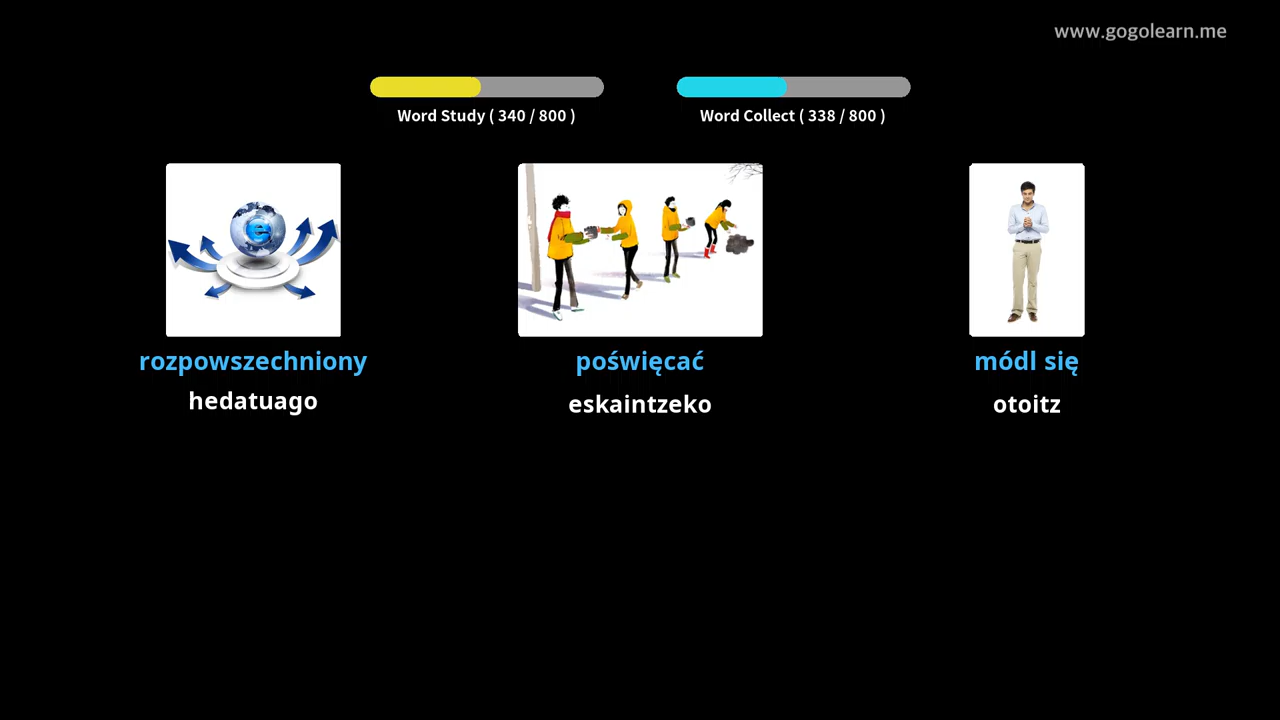 www.gogolearn.me
Word Study ( 340 / 800 )
Word Collect ( 338 / 800 )
e
rozpowszechniony
poświęcać
módl się
hedatuago
eskaintzeko
otoitz